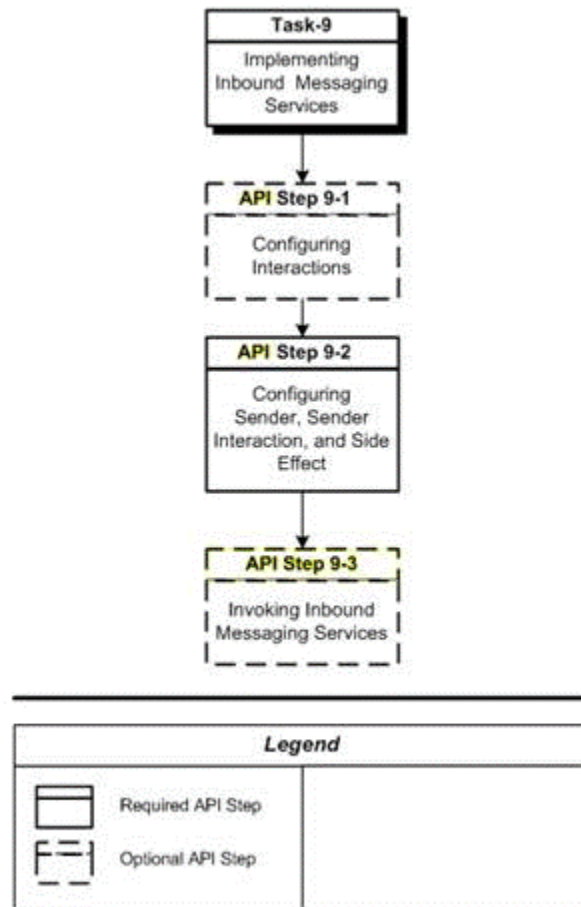 Task-9
Implementing
Inbound Messaging
Services
API Step 9-1
Configuring
Interactions
API Step 9-2
Configuring
Sender, Sender
Interaction, and Side
Effect
API Step 9-3
Invoking Inbound
Messaging Services
Legend
Required API Step
Optional API Step